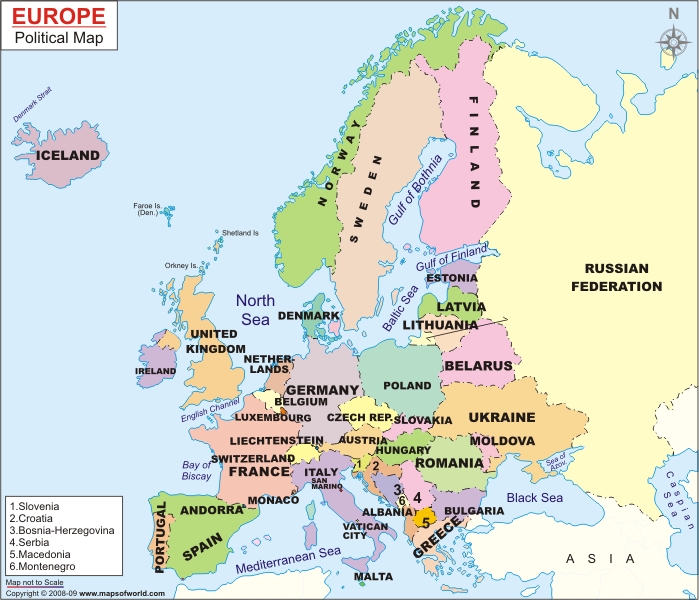 EUROPE
Political Map
N
Denmark Strait
ICELAND
Faroe Is.
(Den.)
Shetland Is
Orkney Is.
NORWAY
SWEDEN
FINLAND
Gulf of Bothnia
Gulf of Finland
RUSSIAN
FEDERATION
ESTONIA
North
Sea
Baltic Sea
LATVIA
DENMARK
LITHUANIA
UNITED
KINGDOM
IRELAND
NETHER-
LANDS
BELARUS
GERMANY
POLAND
English Channel
BELGIUM
LUXEMBOURG
CZECH REP.
SLOVAKIA
UKRAINE
LIECHTENSTEIN
AUSTRIA
MOLDOVA
HUNGARY
SWITZERLAND
Bay of
Biscay
FRANCE
ITALY
1
2
ROMANIA
Sea of
Azou
SAN
MARINO
3
4
6
MONACO
Black Sea
Caspian
Sea
ANDORRA
ALBANIA
BULGARIA
5
PORTUGAL
SPAIN
VATICAN
CITY
GREECE
Mediterranean Sea
MALTA
ASIA
1.Slovenia
2.Croatia
3.Bosnia-Herzegovina
4.Serbia
5.Macedonia
6.Montenegro
Map not to Scale
Copyright © 2008-09 www.mapsofworld.com